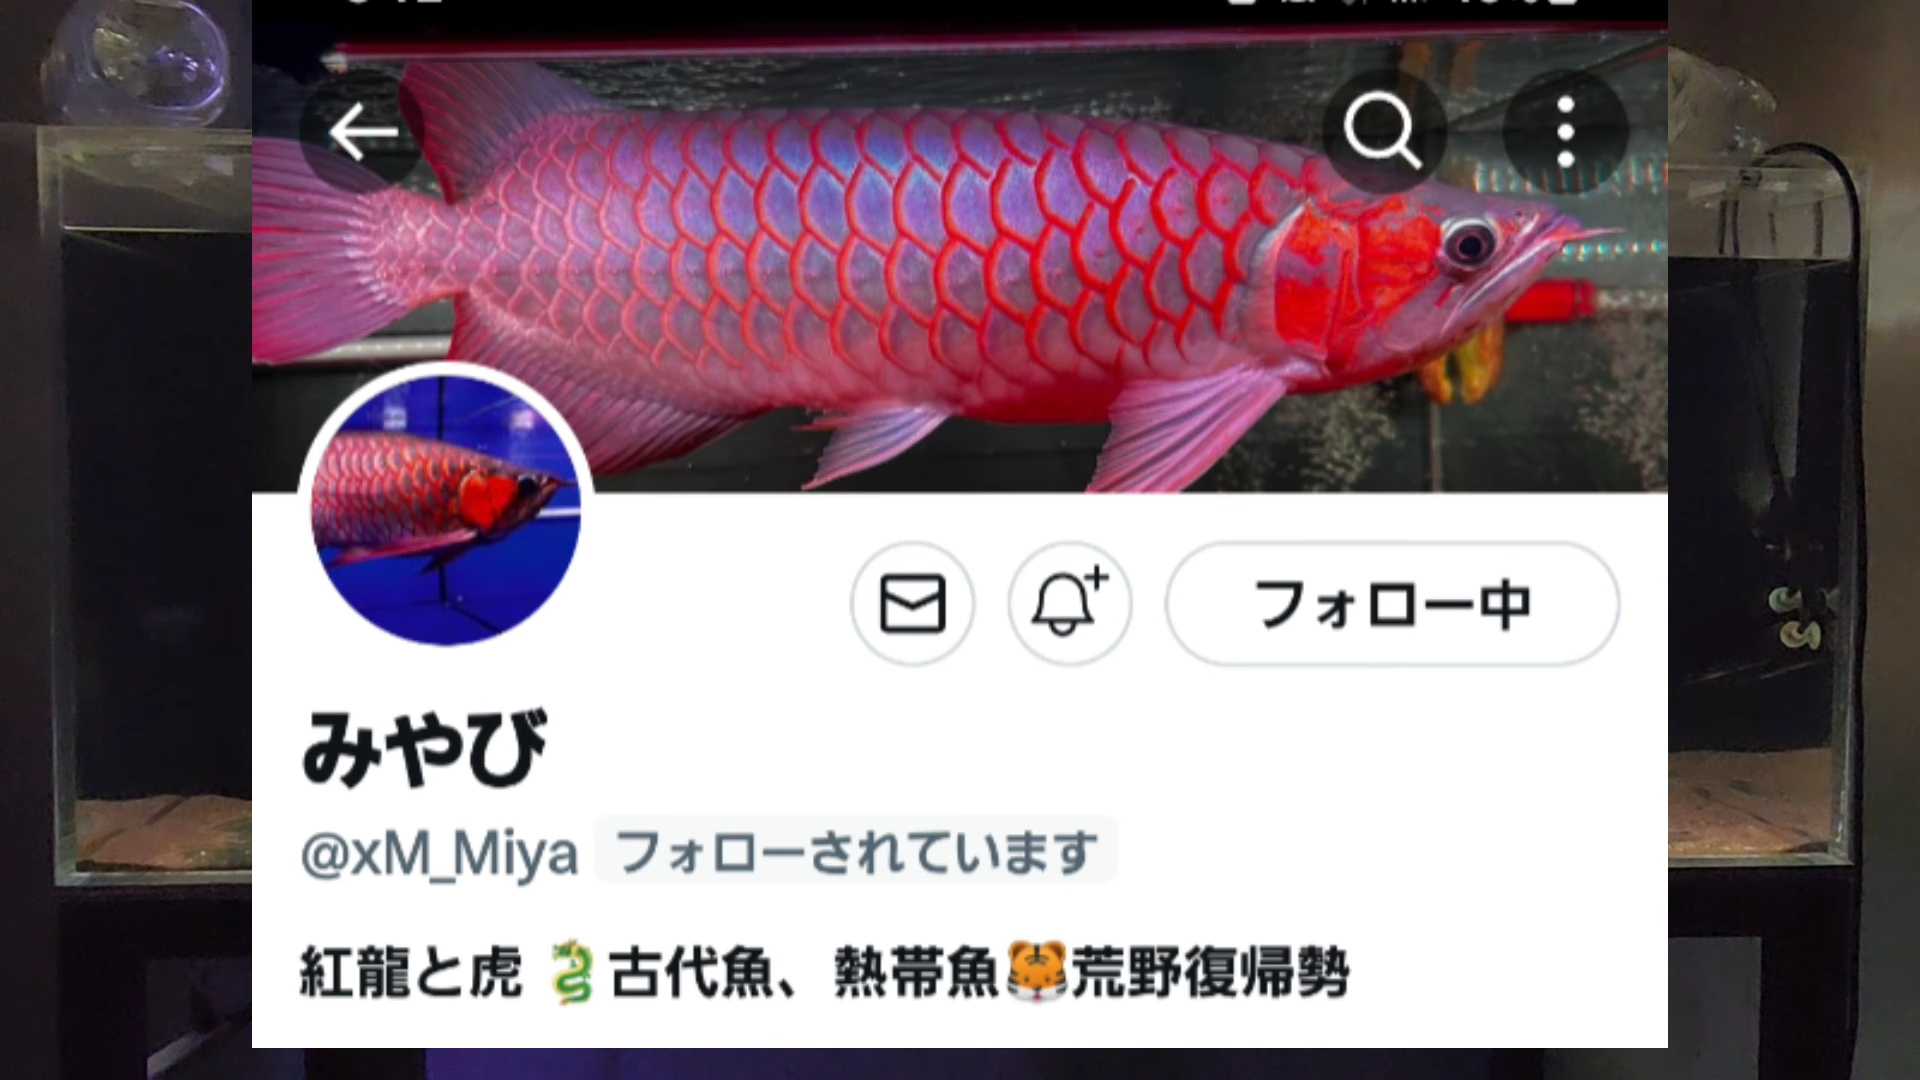 フォロー中
みやび
@xM_Miya フォローされています
紅龍と虎 🐉古代魚、熱帯魚🐯荒野復帰勢